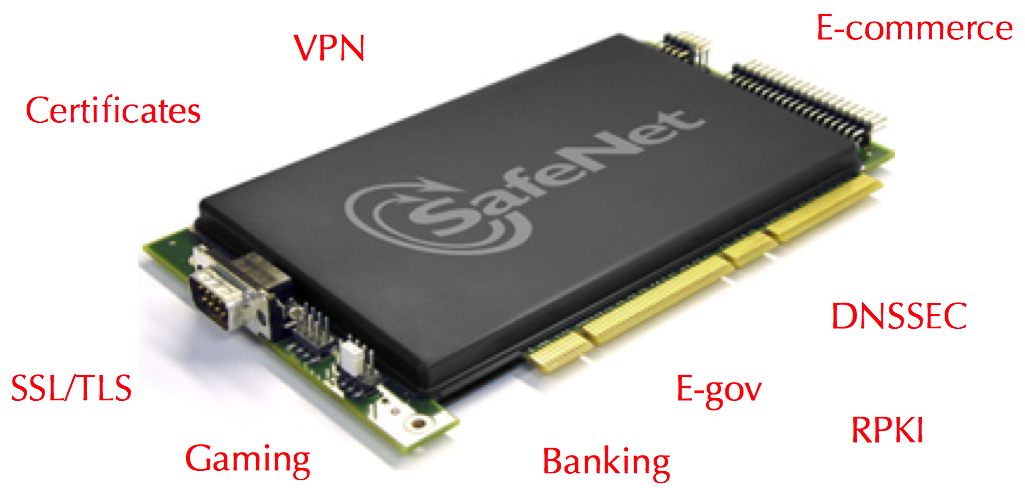 E-commerce
VPN
Certificates
SafeNet
DNSSEC
SSL/TLS
E-gov
RPKI
Gaming
Banking